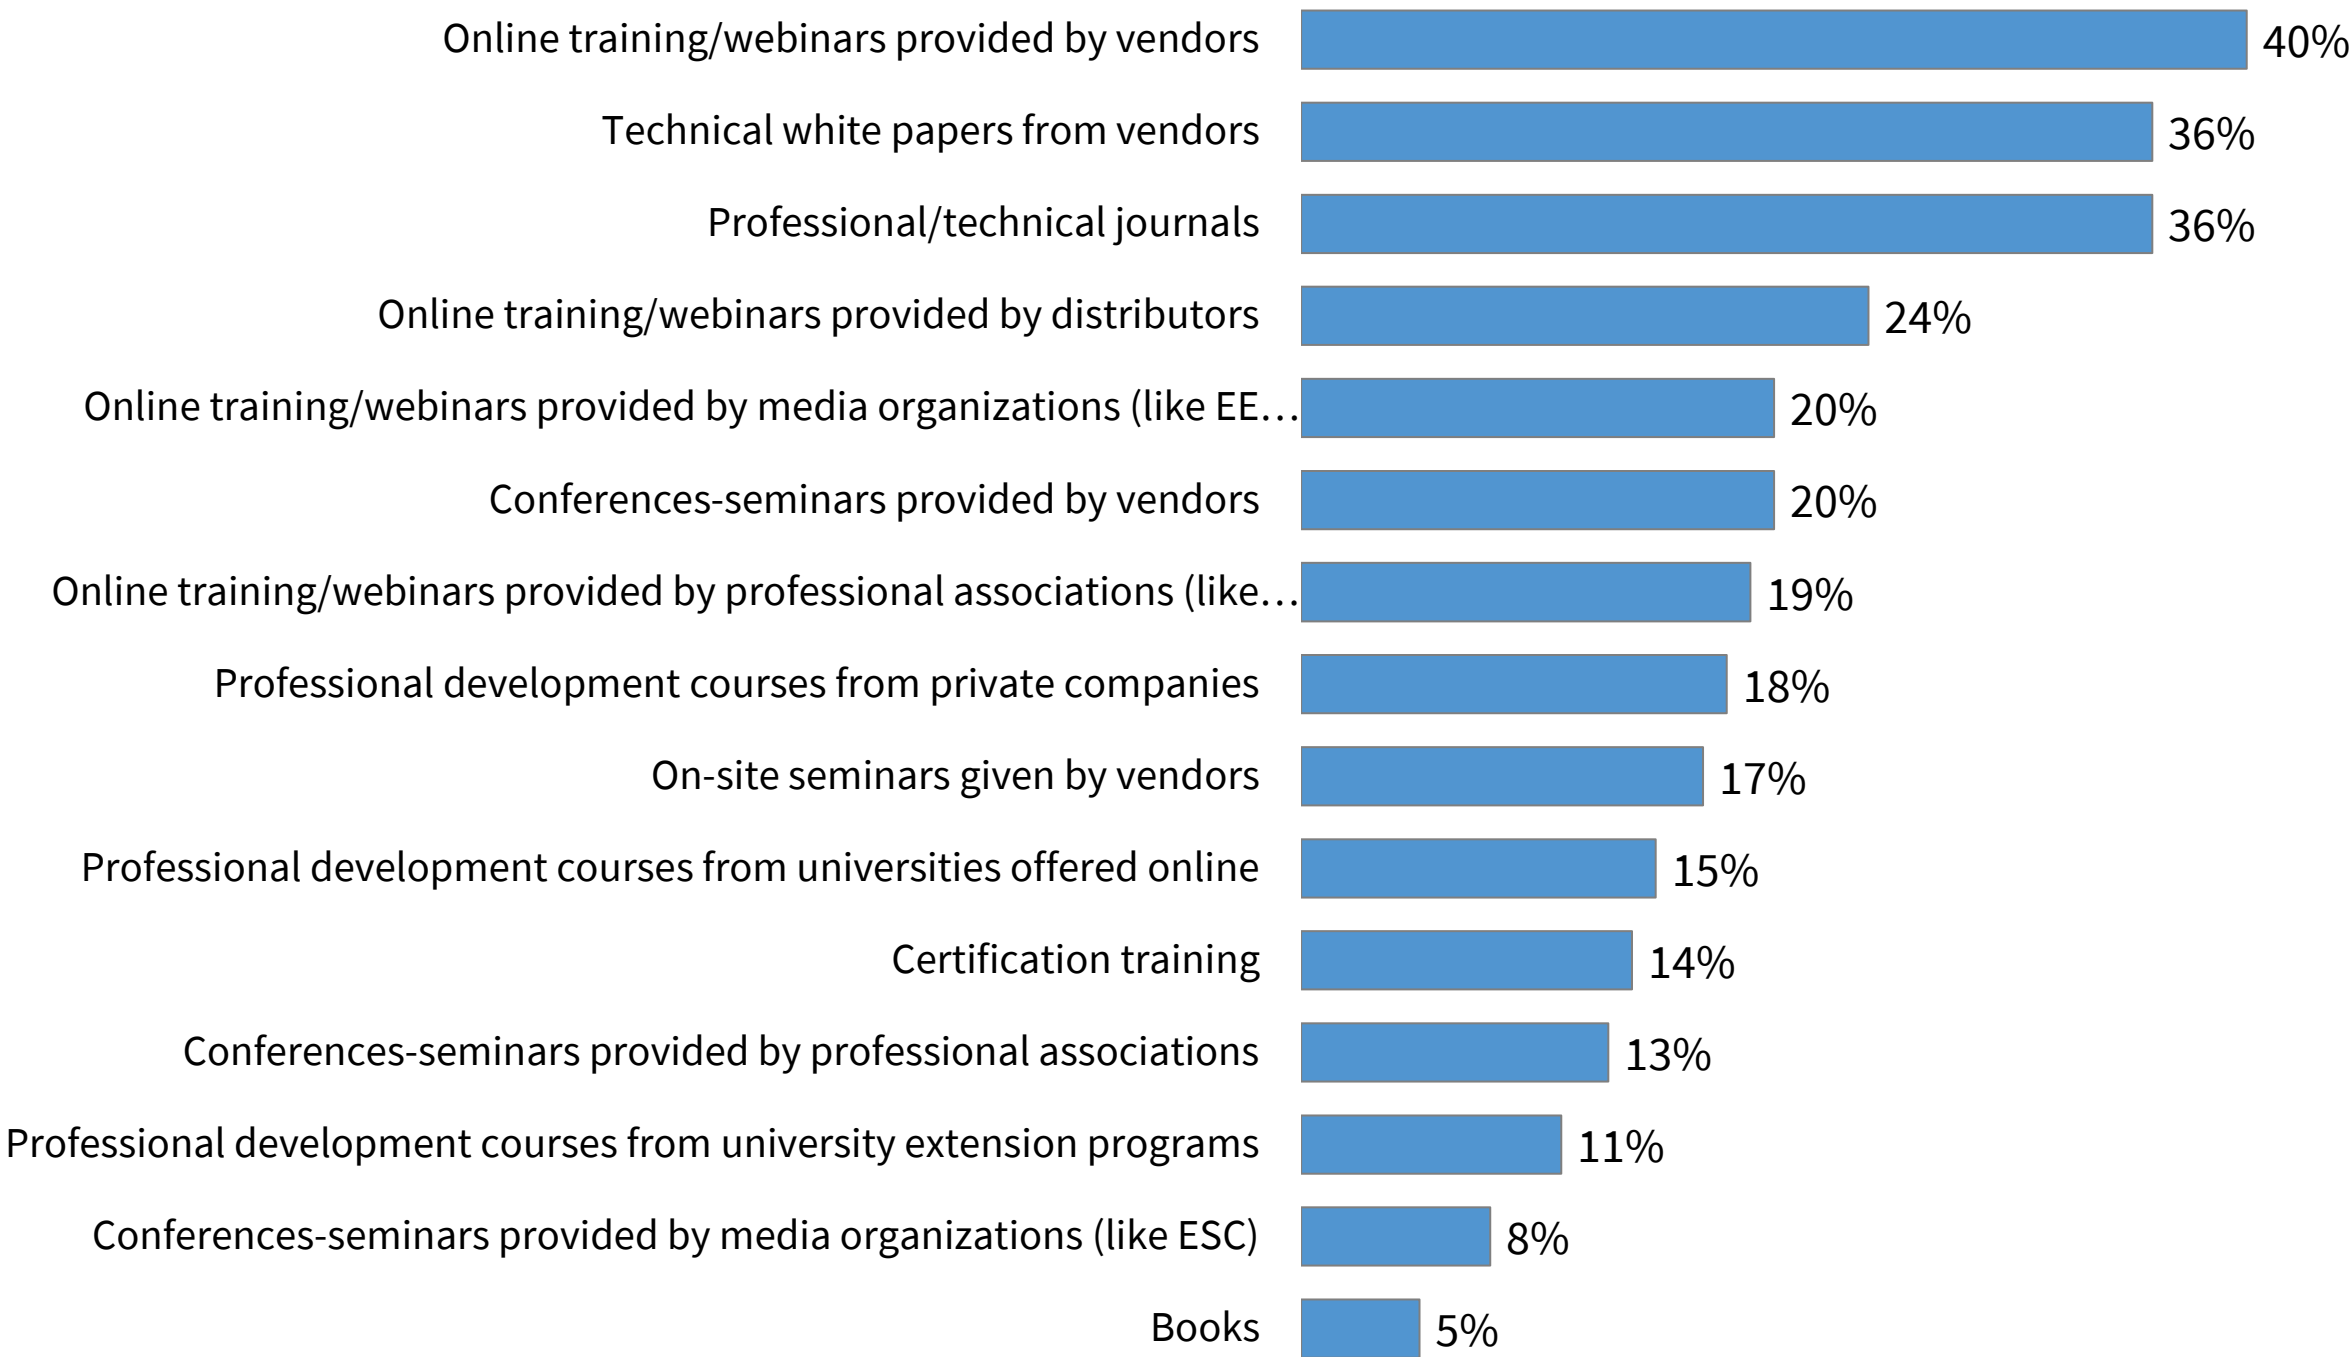 Online training/webinars provided by vendors 40%
Technical white papers from vendors 36%
Professional/technical journals 36%
Online training/webinars provided by distributors 24%
Online training/webinars provided by media organizations (like EE… 20%
Conferences-seminars provided by vendors 20%
Online training/webinars provided by professional associations (like… 19%
Professional development courses from private companies 18%
On-site seminars given by vendors 17%
Professional development courses from universities offered online 15%
Certification training 14%
Conferences-seminars provided by professional associations 13%
Professional development courses from university extension programs 11%
Conferences-seminars provided by media organizations (like ESC) 8%
Books 5%